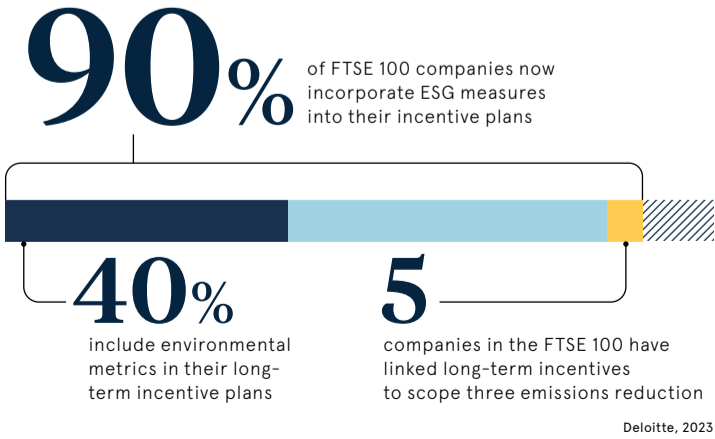 90%
of FTSE 100 companies now
incorporate ESG measures
into their incentive plans
40%
include environmental
metrics in their long-
term incentive plans
5
companies in the FTSE 100 have
linked long-term incentives
to scope three emissions reduction
Deloitte, 2023